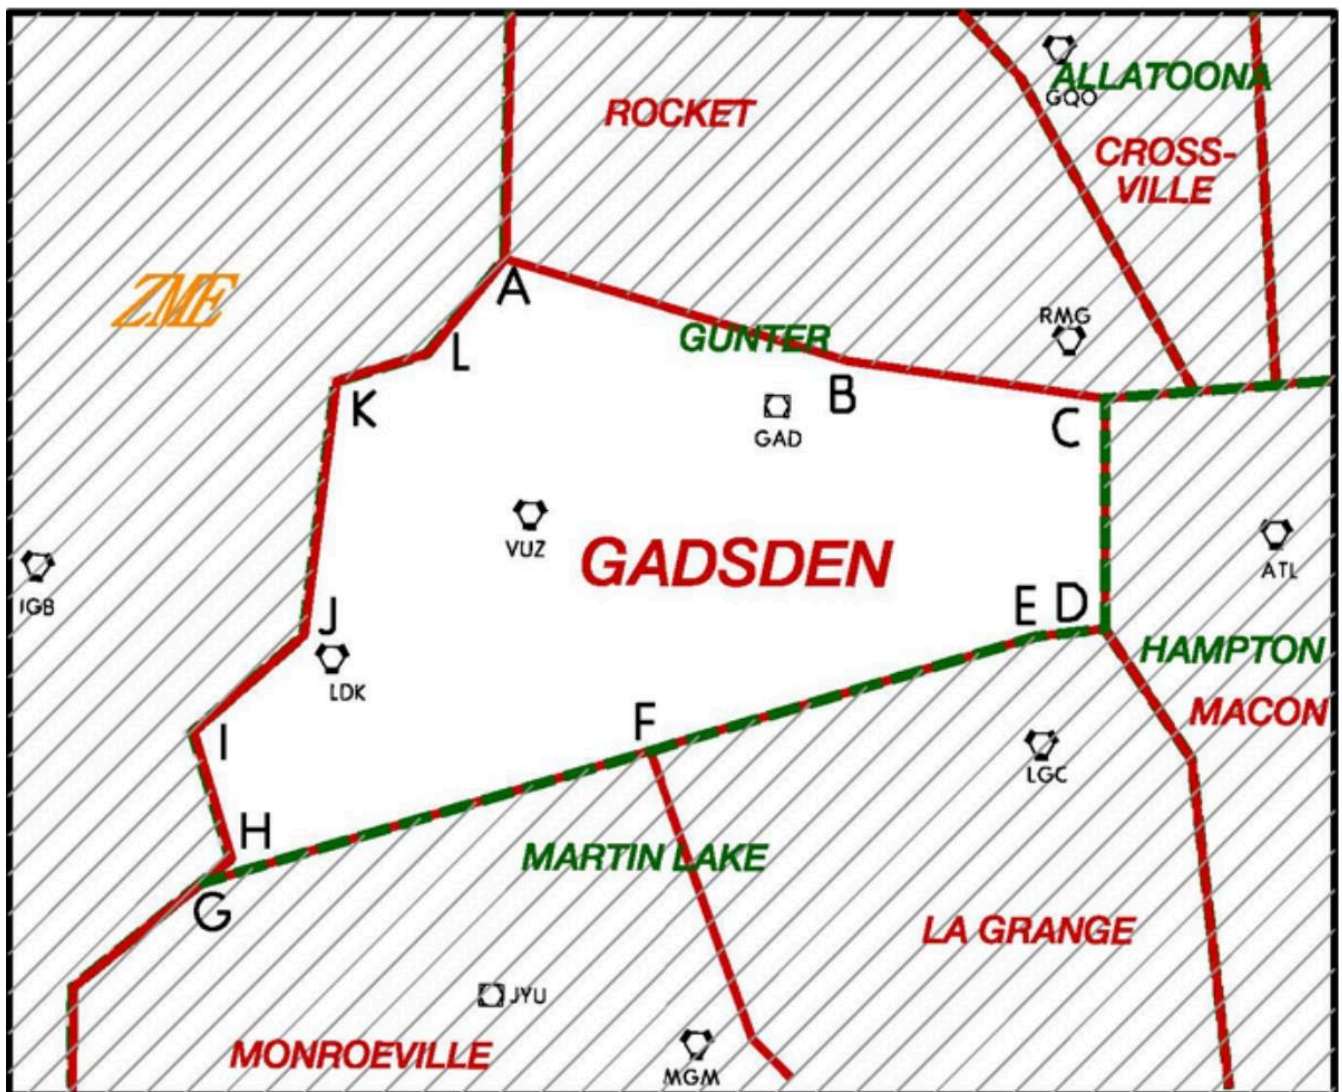 ROCKET
ALLATOONA
GQO
CROSS-
VILLE
ZME
A
GUNTER
RMG
L
K
B
C
GAD
VUZ
GADSDEN
ATL
IGB
J
E
D
HAMPTON
LDK
MACON
F
I
LGC
H
MARTIN LAKE
G
LA GRANGE
JYU
MONROEVILLE
MGM